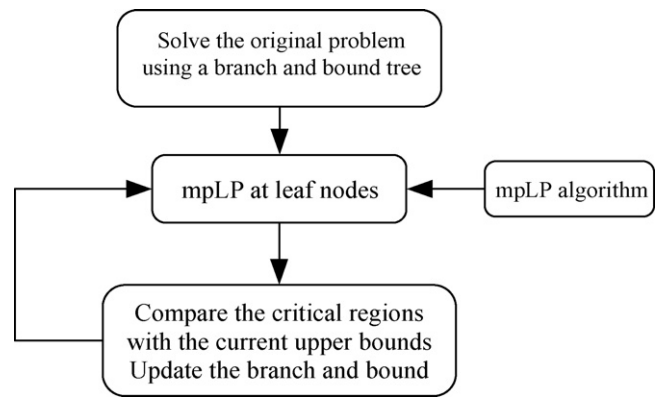 Solve the original problem
using a branch and bound tree
mpLP at leaf nodes
mpLP algorithm
Compare the critical regions
with the current upper bounds
Update the branch and bound